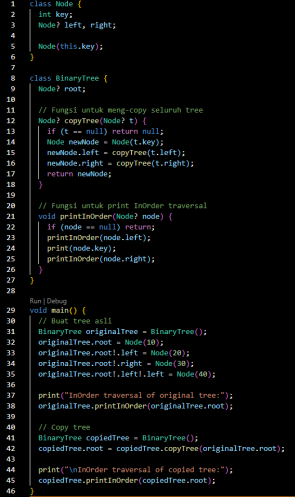 1 class Node {
2   int key;
3   Node? left, right;
4
5   Node(this.key);
6 }
7
8 class BinaryTree {
9   Node? root;
10
11   // Fungsi untuk meng-copy seluruh tree
12   Node? copyTree(Node? t) {
13     if (t == null) return null;
14     Node newNode = Node(t.key);
15     newNode.left = copyTree(t.left);
16     newNode.right = copyTree(t.right);
17     return newNode;
18   }
19
20   // Fungsi untuk print InOrder traversal
21   void printInOrder(Node? node) {
22     if (node == null) return;
23     printInOrder(node.left);
24     print(node.key);
25     printInOrder(node.right);
26   }
27 }
28
Run | Debug
29 void main() {
30   // Buat tree asli
31   BinaryTree originalTree = BinaryTree();
32   originalTree.root = Node(10);
33   originalTree.root!.left = Node(20);
34   originalTree.root!.right = Node(30);
35   originalTree.root!.left!.left = Node(40);
36
37   print("InOrder traversal of original tree:");
38   originalTree.printInOrder(originalTree.root);
39
40   // Copy tree
41   BinaryTree copiedTree = BinaryTree();
42   copiedTree.root = copiedTree.copyTree(originalTree.root);
43
44   print("\nInOrder traversal of copied tree:");
45   copiedTree.printInOrder(copiedTree.root);
46 }